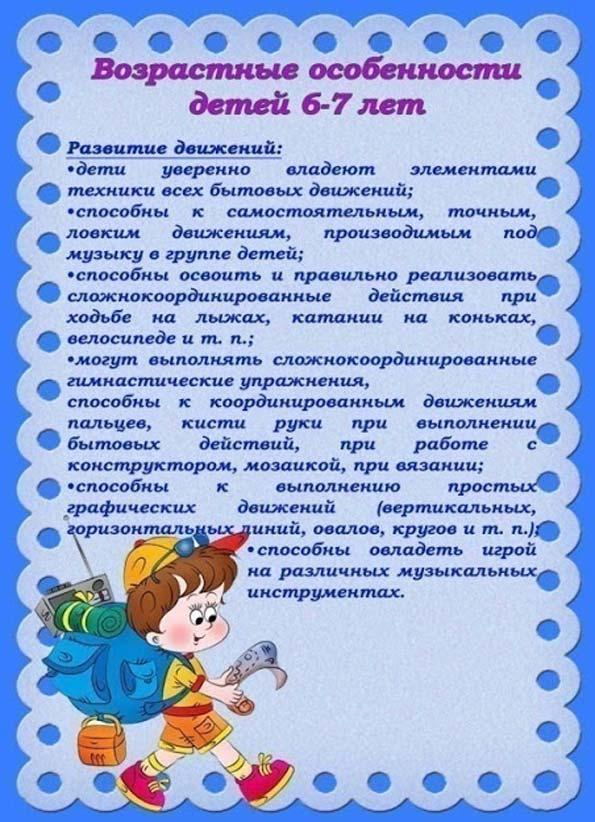 Возрастные особенности
детей 6-7 лет
Развитие движений:
•дети уверенно владеют элементами
техники всех бытовых движений;
•способны к самостоятельным, точным,
ловким движениям, производимым под
музыку в группе детей;
•способны освоить и правильно реализовать
сложнокоординированные действия при
ходьбе на лыжах, катании на коньках,
велосипеде и т. п.;
•могут выполнять сложнокоординированные
гимнастические упражнения,
способны к координированным движениям
пальцев, кисти руки при выполнении
бытовых действий, при работе с
конструктором, мозаикой, при вязании;
•способны к выполнению простых
графических движений (вертикальных,
горизонтальных линий, овалов, кругов и т. п.);
•способны овладеть игрой
на различных музыкальных
инструментах.